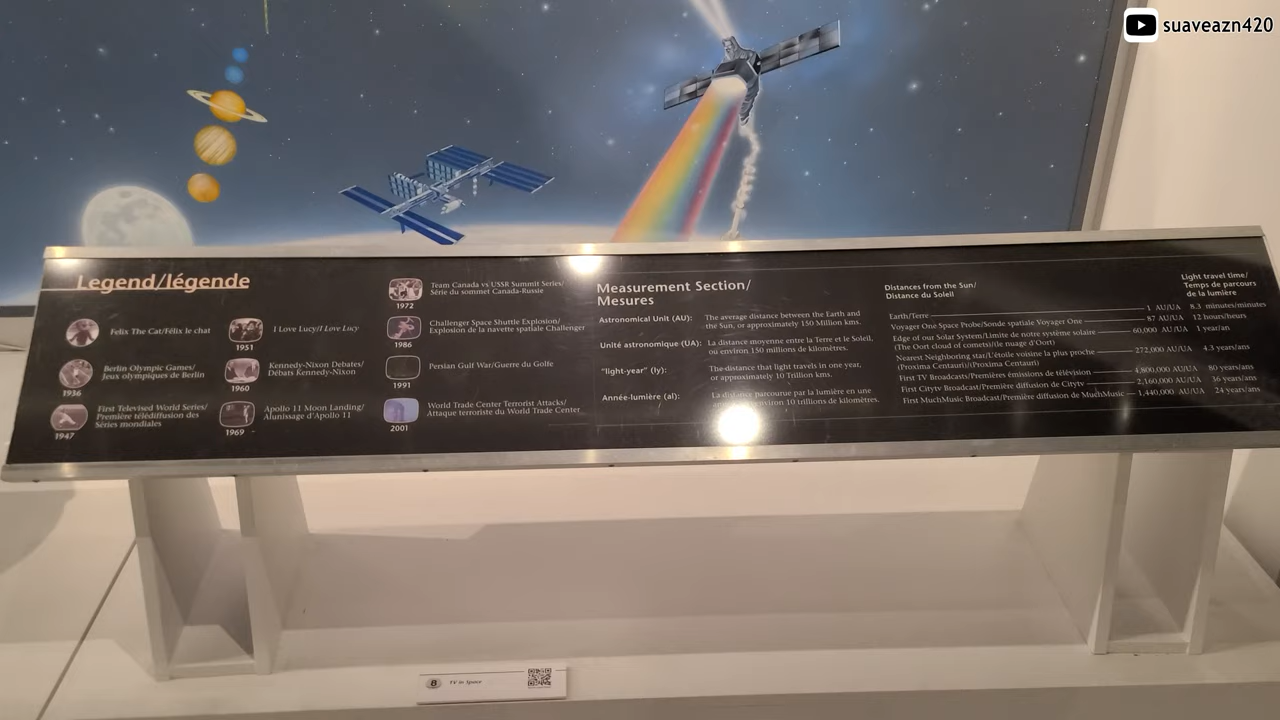 suaveazn420
Legend/légende
Felix The Cat/Félix le chat
Berlin Olympic Games/
Jeux olympiques de Berlin
1936
First Televised World Series/
Première télédiffusion des
Séries mondiales
1947
I Love Lucy/I Love Lucy
1951
Kennedy-Nixon Debates/
Débats Kennedy-Nixon
1960
Apollo 11 Moon Landing/
Alunissage d'Apollo 11
1969
Team Canada vs USSR Summit Series/
Série du sommet Canada-Russie
1972
Challenger Space Shuttle Explosion/
Explosion de la navette spatiale Challenger
1986
Persian Gulf War/Guerre du Golfe
1991
World Trade Center Terrorist Attacks/
Attaque terroriste du World Trade Center
2001
Measurement Section/
Mesures
Astronomical Unit (AU): The average distance between the Earth and
the Sun, or approximately 150 Million kms.
Unité astronomique (UA): La distance moyenne entre la Terre et le Soleil,
ou environ 150 millions de kilomètres.
"light-year" (ly): The distance that light travels in one year,
or approximately 10 Trillion kms.
Année-lumière (al): La distance parcourue par la lumière en une
environ 10 trillions de kilomètres.
Distances from the Sun/
Distance du Soleil
Light travel time/
Temps de parcours
de la lumière
Earth/Terre 1 AU/UA 8.3 minutes/minutes
Voyager One Space Probe/Sonde spatiale Voyager One 87 AU/UA 12 hours/heurs
Edge of our Solar System/Limite de notre système solaire 60,000 AU/UA 1 year/an
(The Oort cloud of comets)(le nuage d'Oort)
Nearest Neighboring star/L'étoile voisine la plus proche 272,000 AU/UA 4.3 years/ans
(Proxima Centauri)/(Proxima Centauri)
First TV Broadcasts/Premières émissions de télévision 4,800,000 AU/UA 80 years/ans
First Citytv Broadcast/Première diffusion de Citytv 2,160,000 AU/UA 36 years/ans
First MuchMusic Broadcast/Première diffusion de MuchMusic 1,440,000 AU/UA 24 years/ans
8 TV in Space